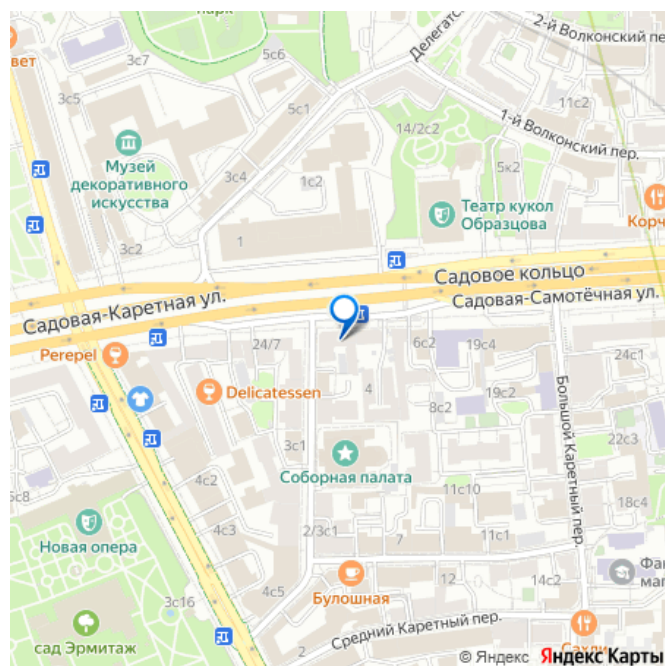 парк
5с6
Делегатс
2-й Волконский пер
вет
3с7
3с5
5с1
11с2
14/2с2
1-й Волконский пер.
Музей
декоративного
искусства
3с4
1с2
5к2
Театр кукол
Образцова
Корч
3с2
1
Садовое кольцо
Садовая-Каретная ул.
Садовая-Самотёчная ул.
Perepel
24/7
6с2
19с4
24с1
Delicatessen
4
19с2
8с2
Большой Каретный пер.
3с1
22с3
Соборная палата
5с8
4с2
11с10
18с4
4с3
2/3с1
7
Новая опера
Фан
маг
4с5
12
14с2
Булошная
3с16
сад Эрмитаж
2
Средний Каретный пер.
Сахли
© Яндекс Яндекс Карты